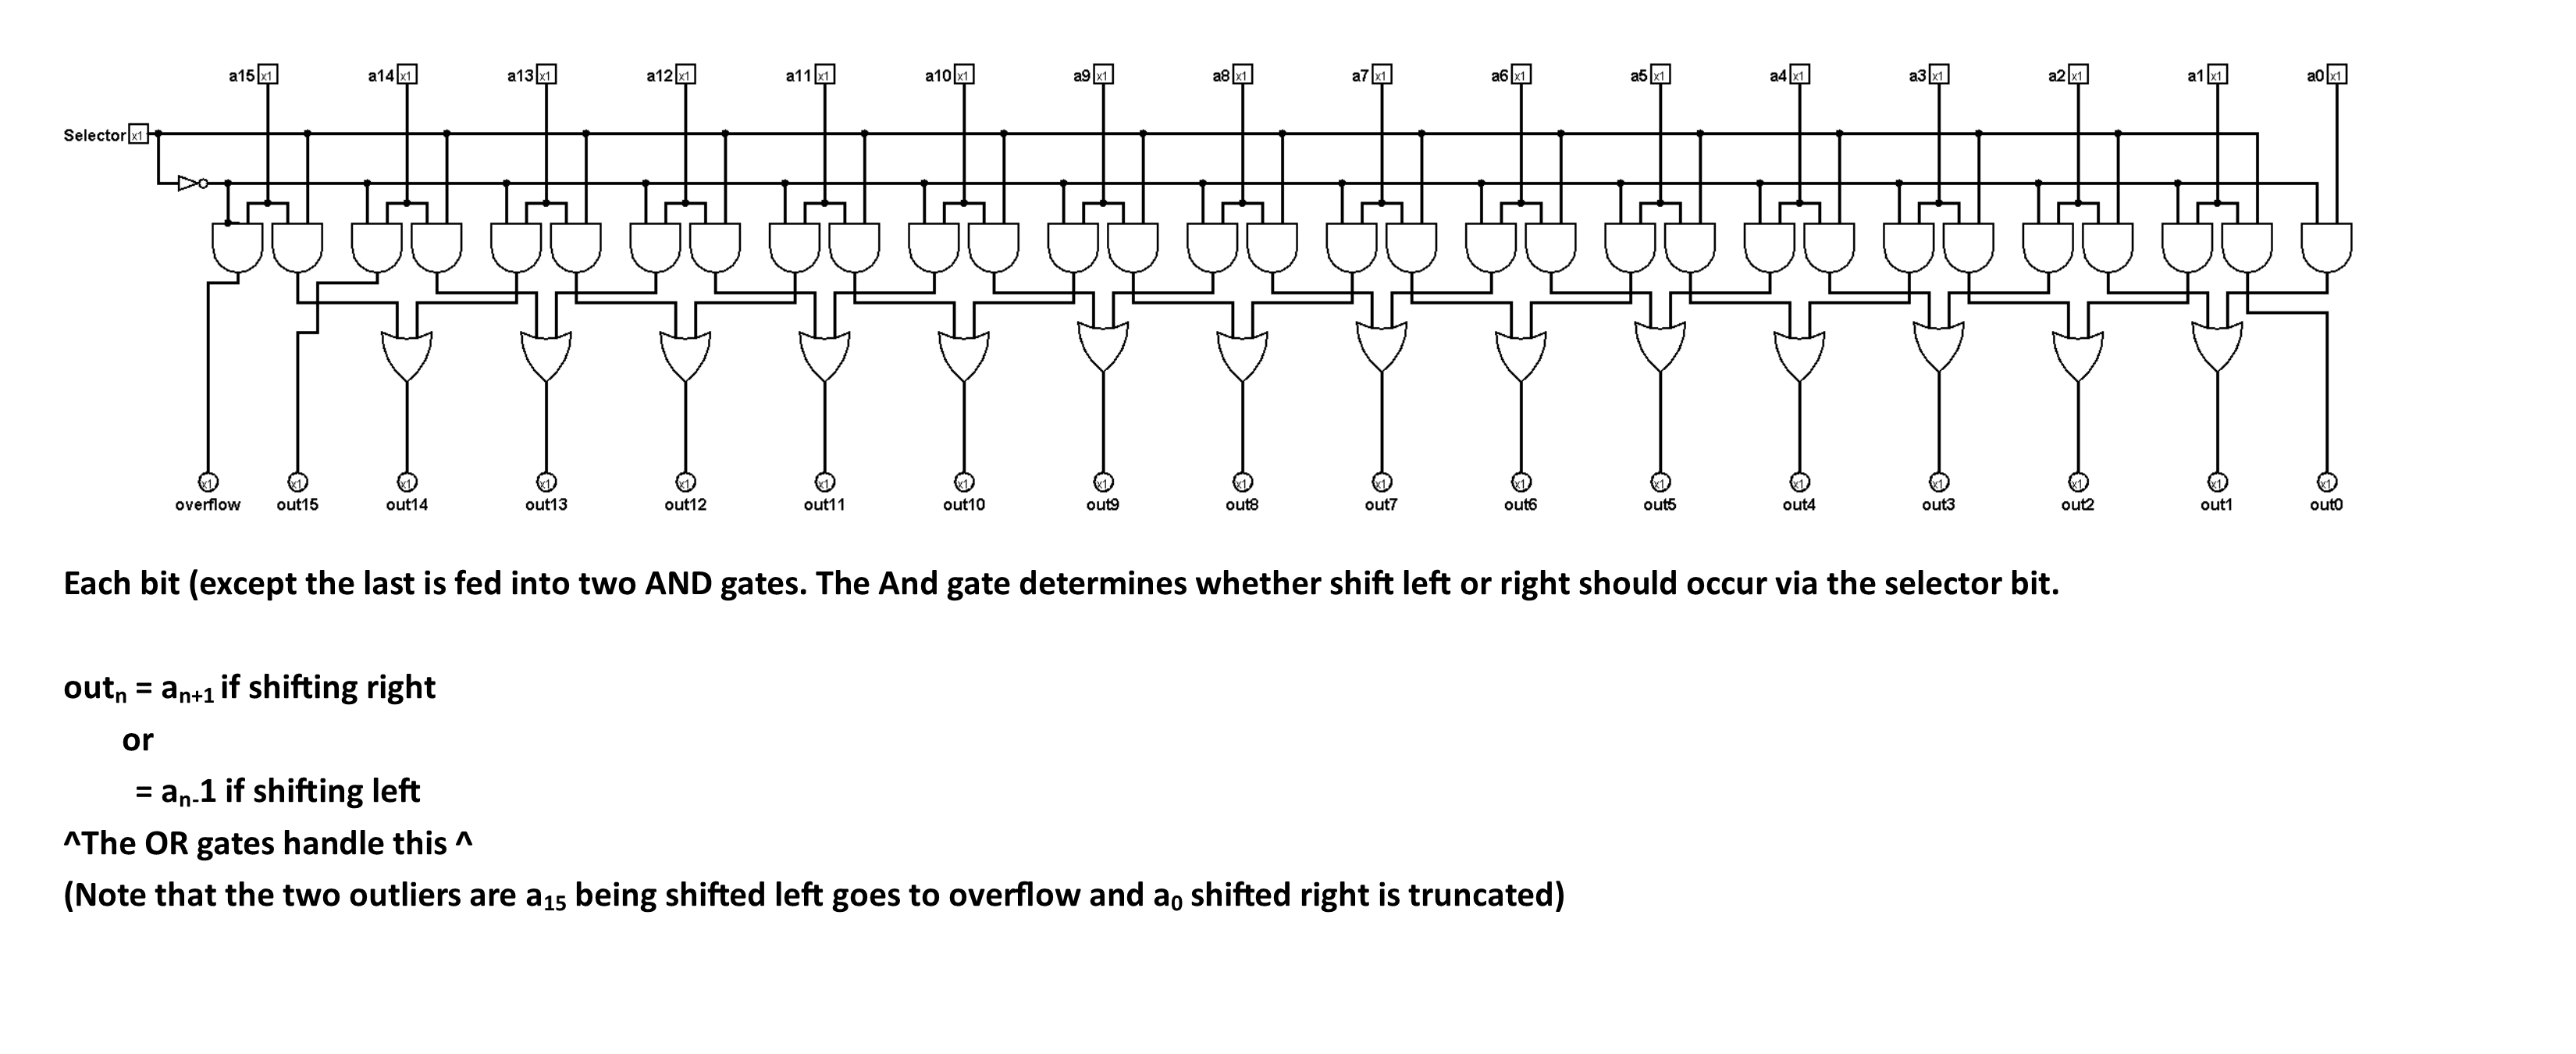 a15 x1 a14 x1 a13 x1 a12 x1 a11 x1 a10 x1 a9 x1 a8 x1 a7 x1 a6 x1 a5 x1 a4 x1 a3 x1 a2 x1 a1 x1 a0 x1
Selector x1
x1 x1 x1 x1 x1 x1 x1 x1 x1 x1 x1 x1 x1 x1 x1 x1 x1
overflow out15 out14 out13 out12 out11 out10 out9 out8 out7 out6 out5 out4 out3 out2 out1 out0
Each bit (except the last is fed into two AND gates. The And gate determines whether shift left or right should occur via the selector bit.
outn = an+1 if shifting right
or
= an-1 if shifting left
^The OR gates handle this ^
(Note that the two outliers are a15 being shifted left goes to overflow and a0 shifted right is truncated)